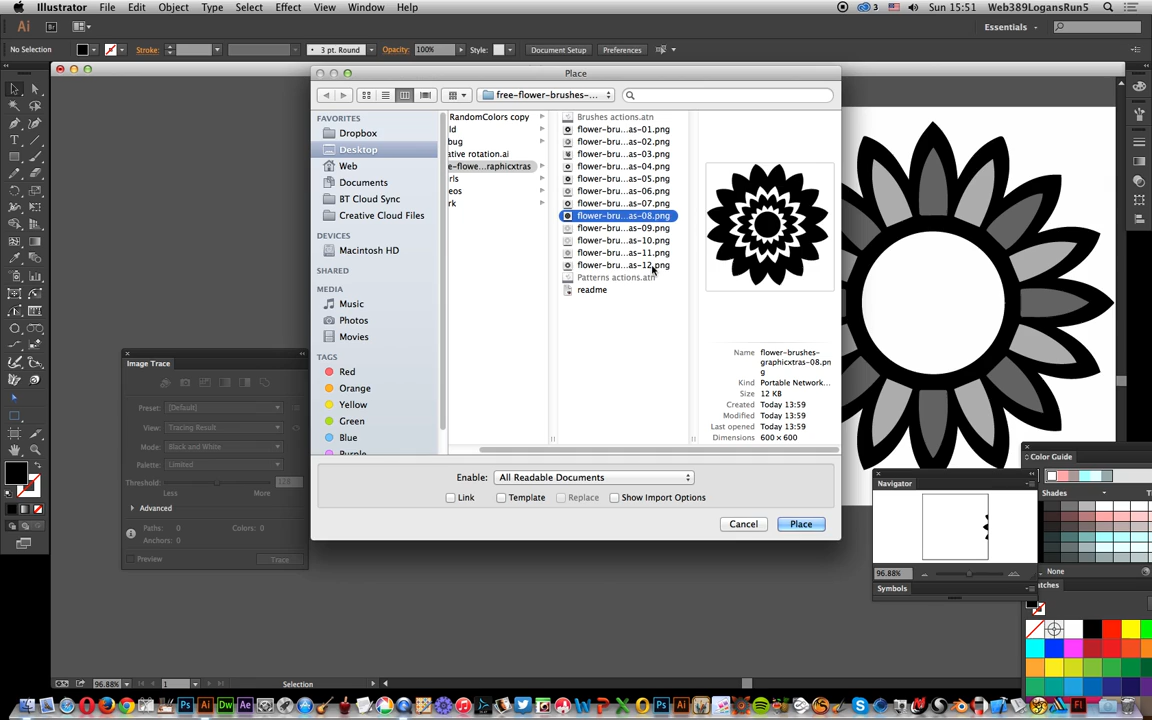 Illustrator File Edit Object Type Select Effect View Window Help
3 Sun 15:51 Web389LogansRun5
Ai Br Essentials
No Selection Stroke: 3 pt. Round Opacity: 100% Style: Document Setup Preferences
Place
free-flower-brushes-...
FAVORITES
Dropbox
Desktop
Web
Documents
BT Cloud Sync
Creative Cloud Files
DEVICES
Macintosh HD
SHARED
MEDIA
Music
Photos
Movies
TAGS
Red
Orange
Yellow
Green
Blue
Purple
RandomColors copy
ld
bug
ative rotation.ai
e-flowe...raphicxtras
rls
eos
rk
Brushes actions.atn
flower-bru...as-01.png
flower-bru...as-02.png
flower-bru...as-03.png
flower-bru...as-04.png
flower-bru...as-05.png
flower-bru...as-06.png
flower-bru...as-07.png
flower-bru...as-08.png
flower-bru...as-09.png
flower-bru...as-10.png
flower-bru...as-11.png
flower-bru...as-12.png
Patterns actions.atn
readme
Name flower-brushes-
graphicxtras-08.pn
g
Kind Portable Network...
Size 12 KB
Created Today 13:59
Modified Today 13:59
Last opened Today 13:59
Dimensions 600 × 600
Enable: All Readable Documents
Link Template Replace Show Import Options
Cancel Place
Image Trace
Preset: [Default]
View: Tracing Result
Mode: Black and White
Palette: Limited
Threshold: 128
Less More
Advanced
Paths: 0 Colors: 0
Anchors: 0
Preview Trace
Color Guide
Shades
None
Navigator
96.88%
Symbols
atches
96.88% 1 Selection